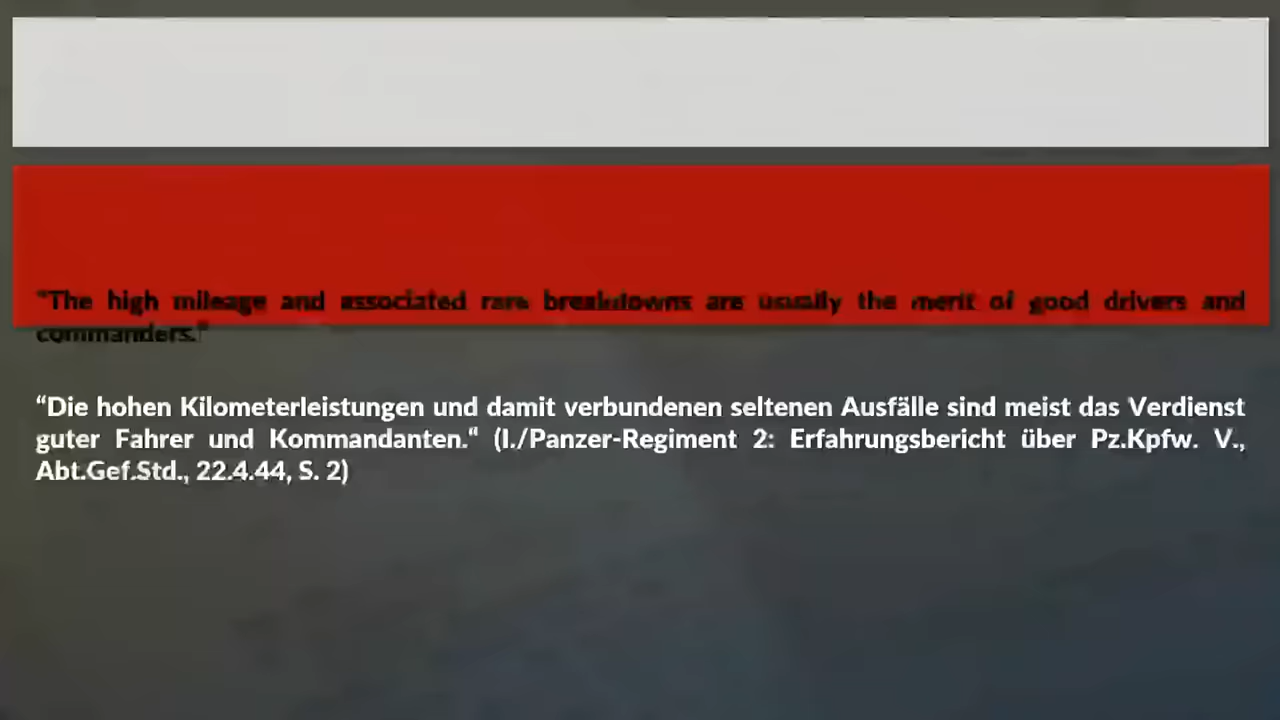 "The high mileage and associated rare breakdowns are usually the merit of good drivers and
commanders."
“Die hohen Kilometerleistungen und damit verbundenen seltenen Ausfälle sind meist das Verdienst
guter Fahrer und Kommandanten.“ (I./Panzer-Regiment 2: Erfahrungsbericht über Pz.Kpfw. V.,
Abt.Gef.Std., 22.4.44, S. 2)